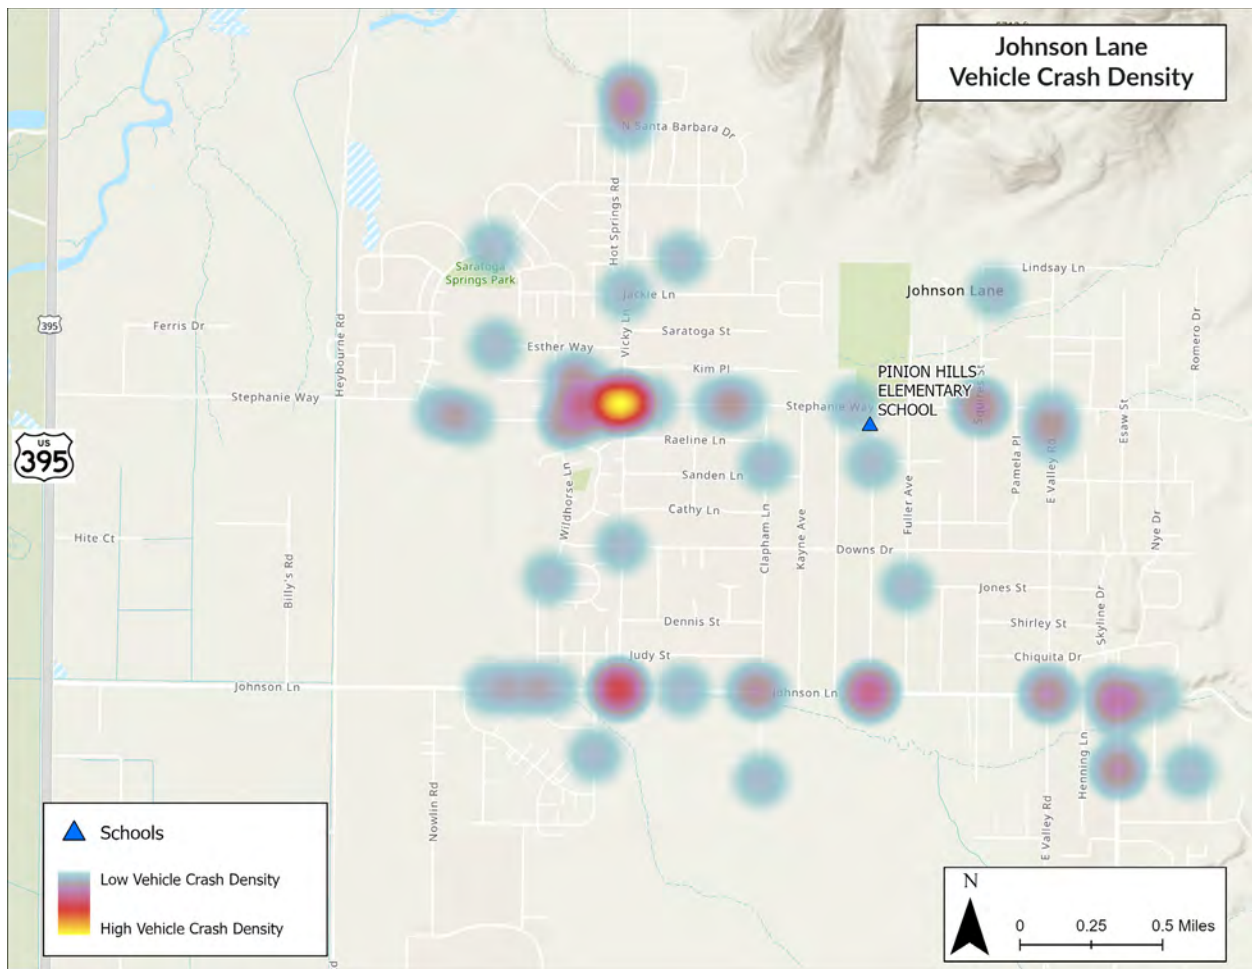 Johnson Lane
Vehicle Crash Density
N Santa Barbara Dr
Hot Springs Rd
Saratoga
Springs Park
Lindsay Ln
Jackie Ln
Johnson Lane
395
Ferris Dr
Heybourne Rd
Esther Way
Vicky Ln
Saratoga St
Romero Dr
Kim Pl
PINION HILLS
ELEMENTARY
SCHOOL
Stephanie Way
Stephanie Way
Esaw St
Raeline Ln
US
395
Sanden Ln
Wildhorse Ln
Pamela Pl
E Valley Rd
Fuller Ave
Cathy Ln
Clapham Ln
Kayne Ave
Nye Dr
Hite Ct
Downs Dr
Billy's Rd
Jones St
Skyline Dr
Dennis St
Shirley St
Judy St
Chiquita Dr
Johnson Ln
Johnson Ln
Henning Ln
Nowlin Rd
E Valley Rd
Schools
Low Vehicle Crash Density
High Vehicle Crash Density
N
0 0.25 0.5 Miles